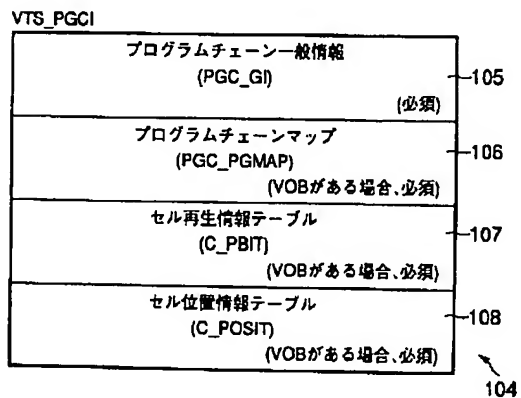 VTS_PGCI
プログラムチェーン一般情報
(PGC_GI)
105
(必須)
プログラムチェーンマップ
(PGC_PGMAP)
106
(VOBがある場合、必須)
セル再生情報テーブル
(C_PBIT)
107
(VOBがある場合、必須)
セル位置情報テーブル
(C_POSIT)
108
(VOBがある場合、必須)
104